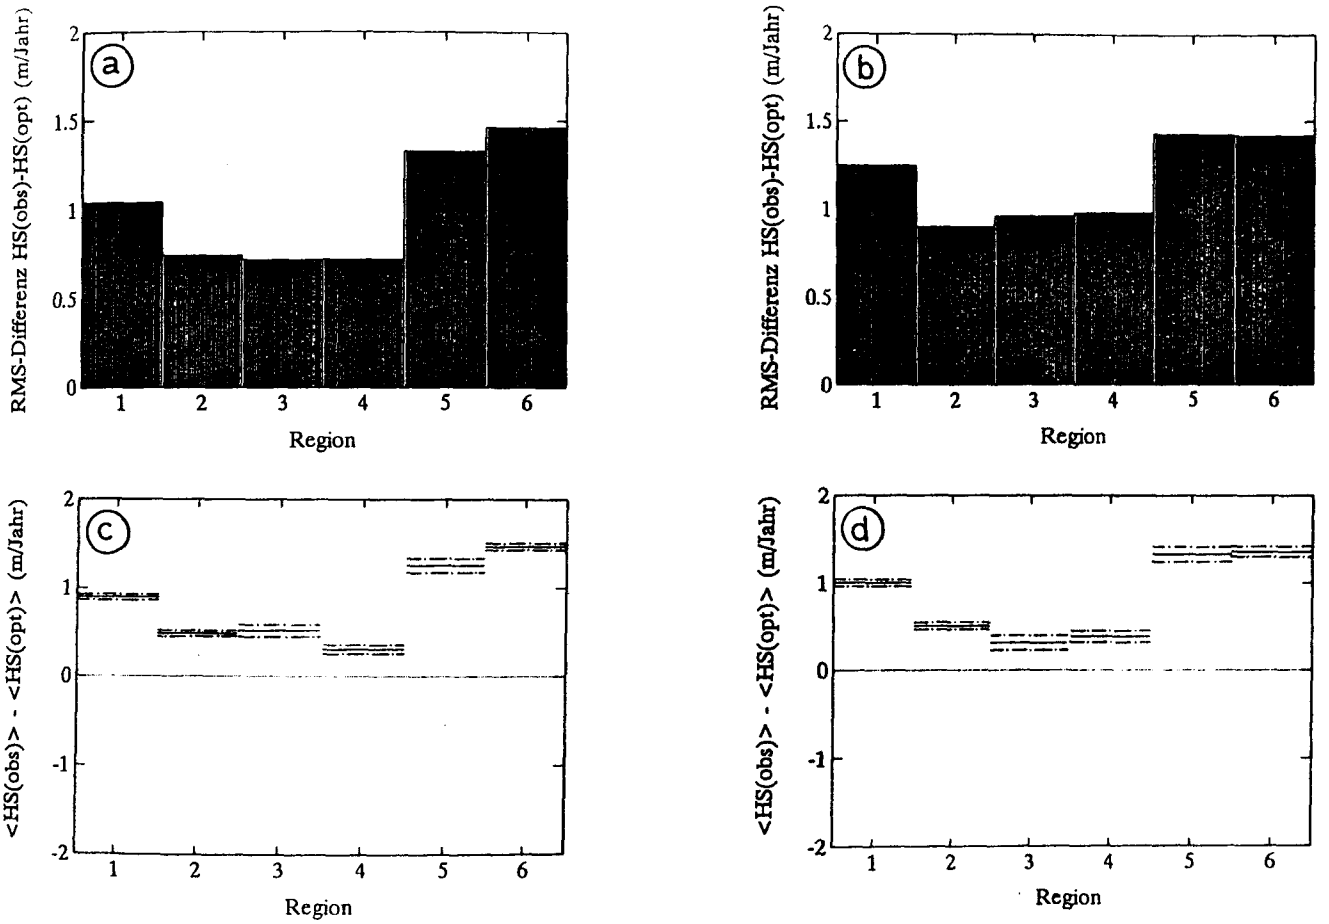 RMS-Differenz HS(obs)-HS(opt) (m/Jahr)
2
1.5
1
0.5
0
a
1 2 3 4 5 6
Region
RMS-Differenz HS(obs)-HS(opt) (m/Jahr)
2
1.5
1
0.5
0
b
1 2 3 4 5 6
Region
<HS(obs)> - <HS(opt)> (m/Jahr)
2
1
0
-1
-2
c
1 2 3 4 5 6
Region
<HS(obs)> - <HS(opt)> (m/Jahr)
2
1
0
-1
-2
d
1 2 3 4 5 6
Region